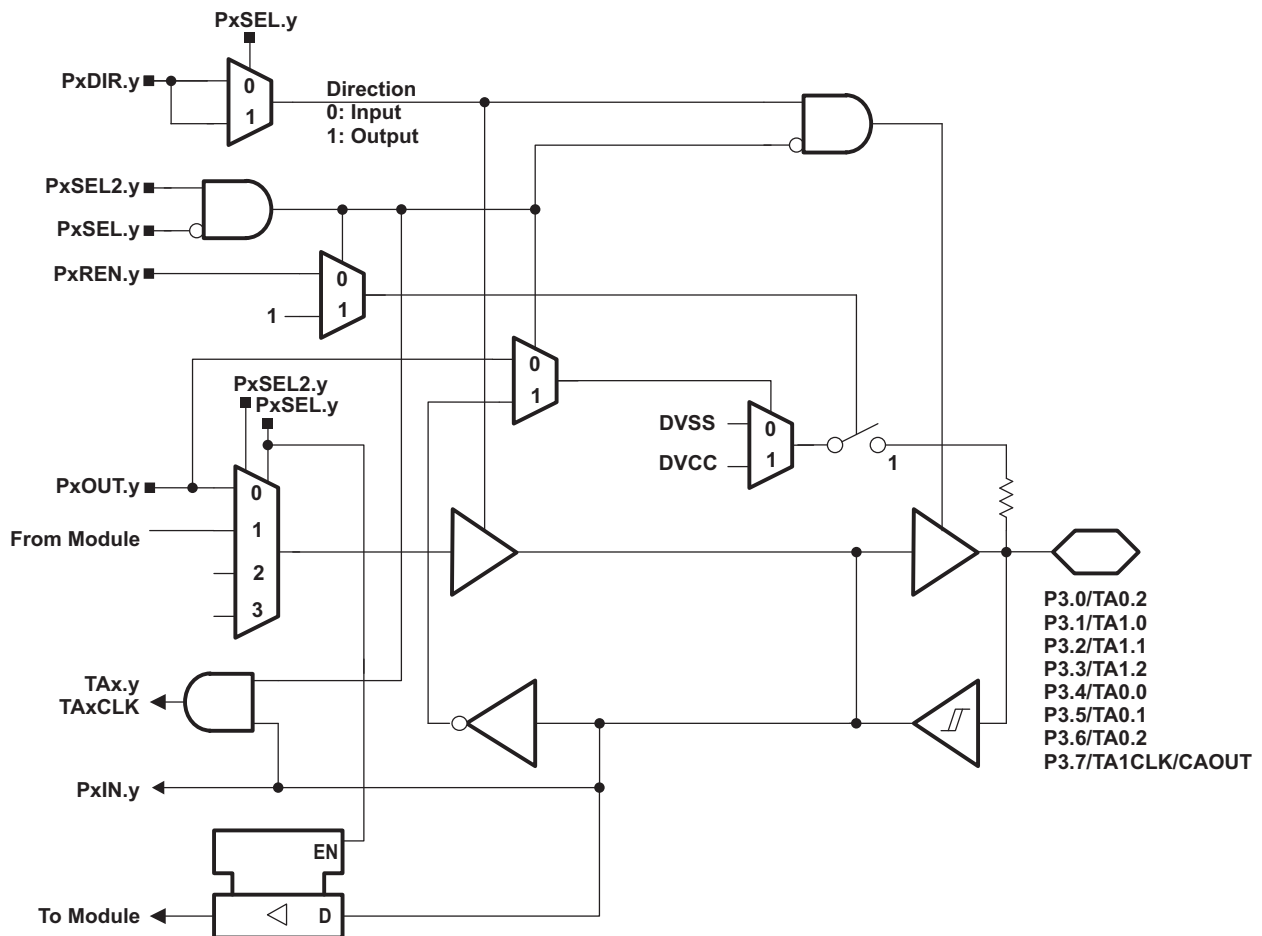 PxSEL.y
PxDIR.y
0
1
Direction
0: Input
1: Output
PxSEL2.y
PxSEL.y
PxREN.y
0
1
1
0
1
PxSEL2.y
PxSEL.y
DVSS
DVCC
0
1
1
PxOUT.y
From Module
0
1
2
3
P3.0/TA0.2
P3.1/TA1.0
P3.2/TA1.1
P3.3/TA1.2
P3.4/TA0.0
P3.5/TA0.1
P3.6/TA0.2
P3.7/TA1CLK/CAOUT
TAx.y
TAxCLK
PxIN.y
EN
To Module
D